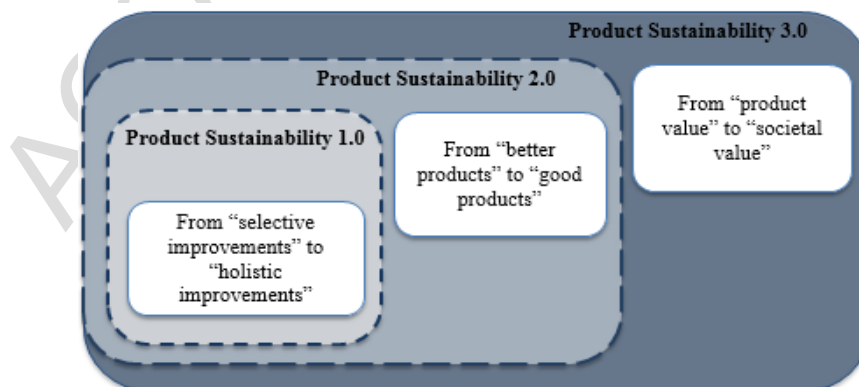 Product Sustainability 3.0
Product Sustainability 2.0
Product Sustainability 1.0
From “selective
improvements” to
“holistic
improvements”
From “better
products” to “good
products”
From “product
value” to “societal
value”